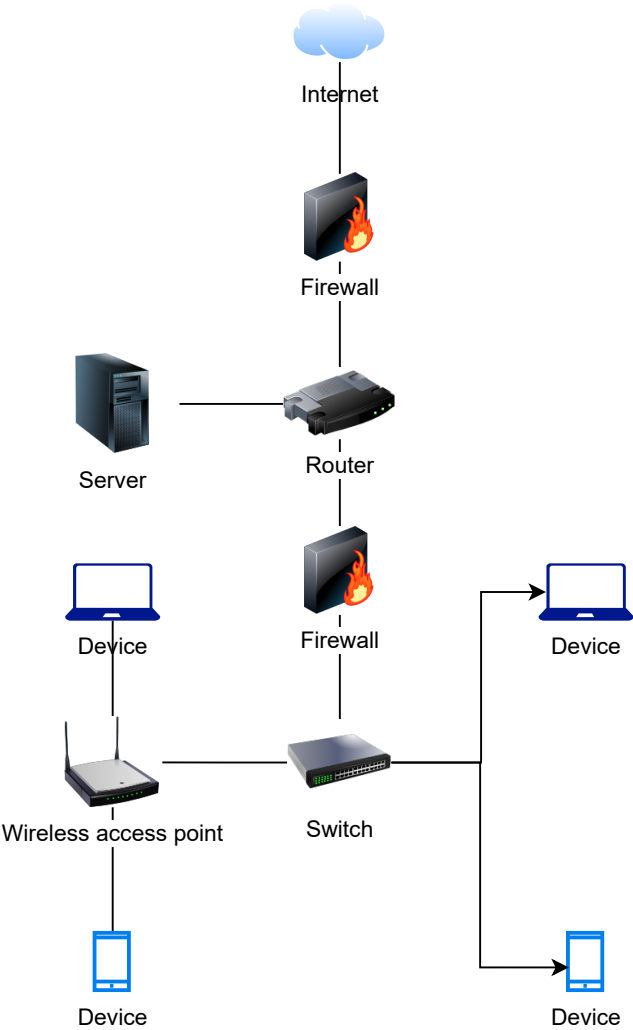 Internet
Firewall
Router
Server
Firewall
Device
Device
Wireless access point
Switch
Device
Device